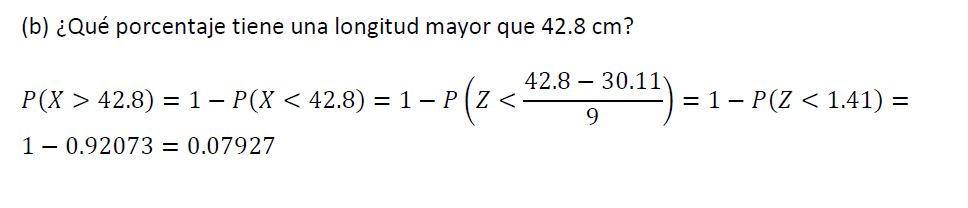 (b) ¿Qué porcentaje tiene una longitud mayor que 42.8 cm?
P(X > 42.8) = 1 − P(X < 42.8) = 1 − P(Z < (42.8 − 30.11)/9) = 1 − P(Z < 1.41) =
1 − 0.92073 = 0.07927